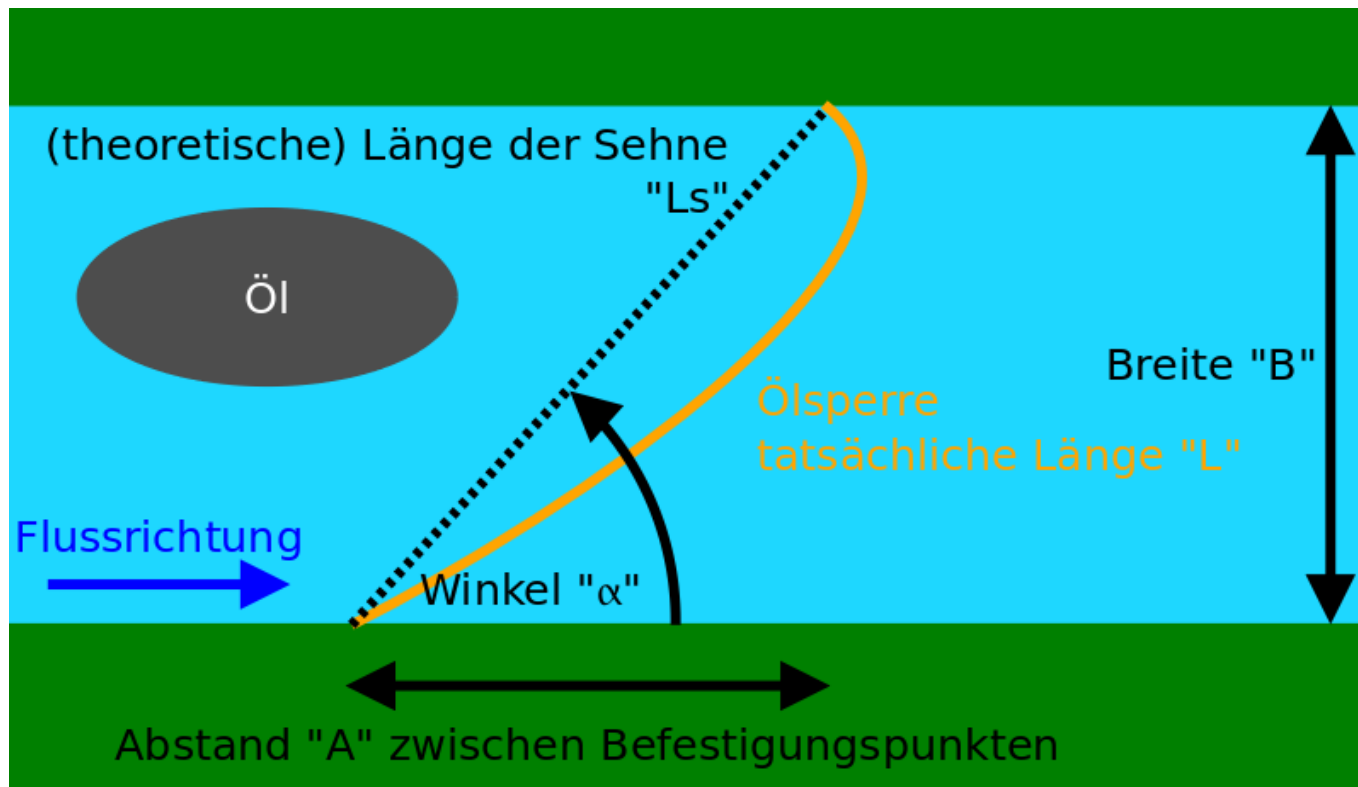 (theoretische) Länge der Sehne
"Ls"
Öl
Breite "B"
Ölsperre
tatsächliche Länge "L"
Flussrichtung
Winkel "α"
Abstand "A" zwischen Befestigungspunkten